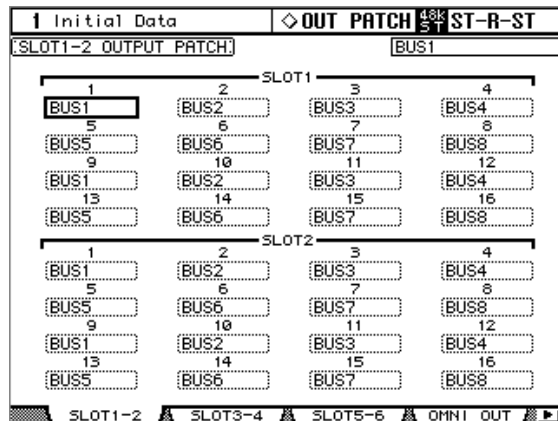 1 Initial Data ◇OUT PATCH 48K ST ST-R-ST
SLOT1-2 OUTPUT PATCH BUS1
SLOT1
1 2 3 4
BUS1 BUS2 BUS3 BUS4
5 6 7 8
BUS5 BUS6 BUS7 BUS8
9 10 11 12
BUS1 BUS2 BUS3 BUS4
13 14 15 16
BUS5 BUS6 BUS7 BUS8
SLOT2
1 2 3 4
BUS1 BUS2 BUS3 BUS4
5 6 7 8
BUS5 BUS6 BUS7 BUS8
9 10 11 12
BUS1 BUS2 BUS3 BUS4
13 14 15 16
BUS5 BUS6 BUS7 BUS8
SLOT1-2 SLOT3-4 SLOT5-6 OMNI OUT